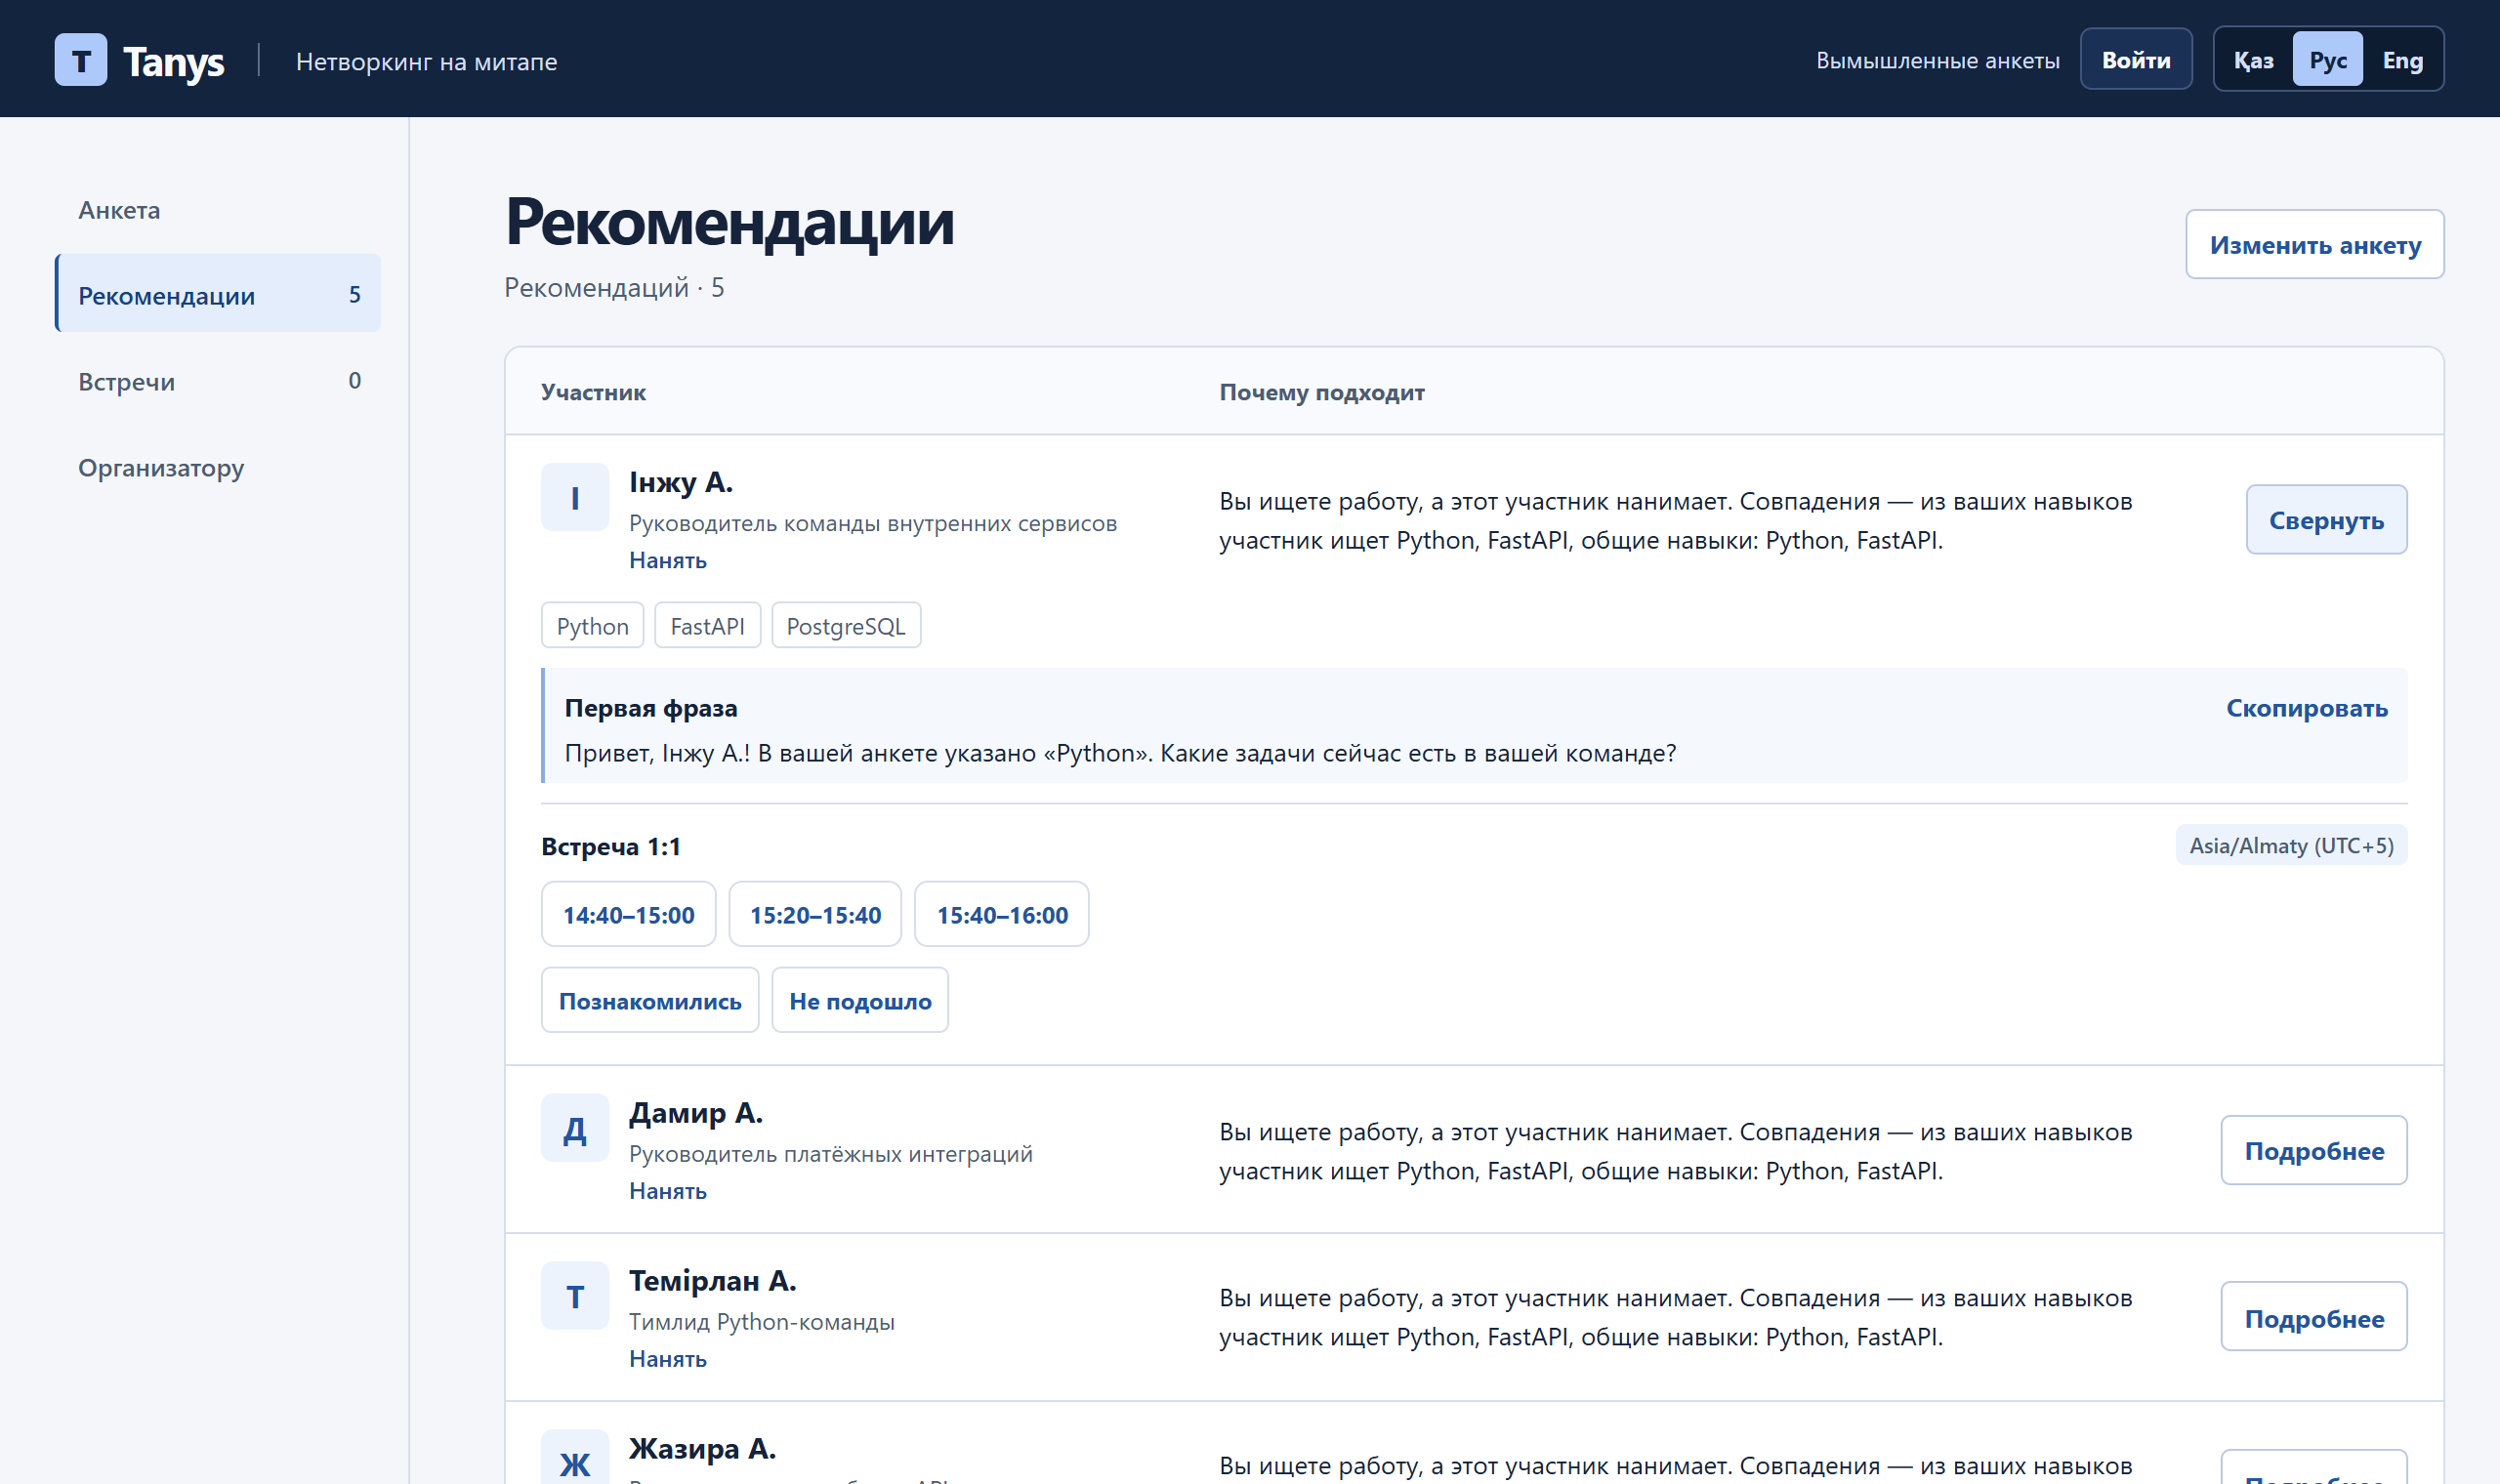 T Tanys
Нетворкинг на митапе
Вымышленные анкеты
Войти
Қаз Рус Eng
Анкета
Рекомендации 5
Встречи 0
Организатору
Рекомендации
Рекомендаций · 5
Изменить анкету
Участник
Почему подходит
І
Інжу А.
Руководитель команды внутренних сервисов
Нанять
Вы ищете работу, а этот участник нанимает. Совпадения — из ваших навыков
участник ищет Python, FastAPI, общие навыки: Python, FastAPI.
Свернуть
Python FastAPI PostgreSQL
Первая фраза
Скопировать
Привет, Інжу А.! В вашей анкете указано «Python». Какие задачи сейчас есть в вашей команде?
Встреча 1:1
Asia/Almaty (UTC+5)
14:40–15:00 15:20–15:40 15:40–16:00
Познакомились Не подошло
Д
Дамир А.
Руководитель платёжных интеграций
Нанять
Вы ищете работу, а этот участник нанимает. Совпадения — из ваших навыков
участник ищет Python, FastAPI, общие навыки: Python, FastAPI.
Подробнее
Т
Темірлан А.
Тимлид Python-команды
Нанять
Вы ищете работу, а этот участник нанимает. Совпадения — из ваших навыков
участник ищет Python, FastAPI, общие навыки: Python, FastAPI.
Подробнее
Ж
Жазира А.
Вы ищете работу, а этот участник нанимает. Совпадения — из ваших навыков